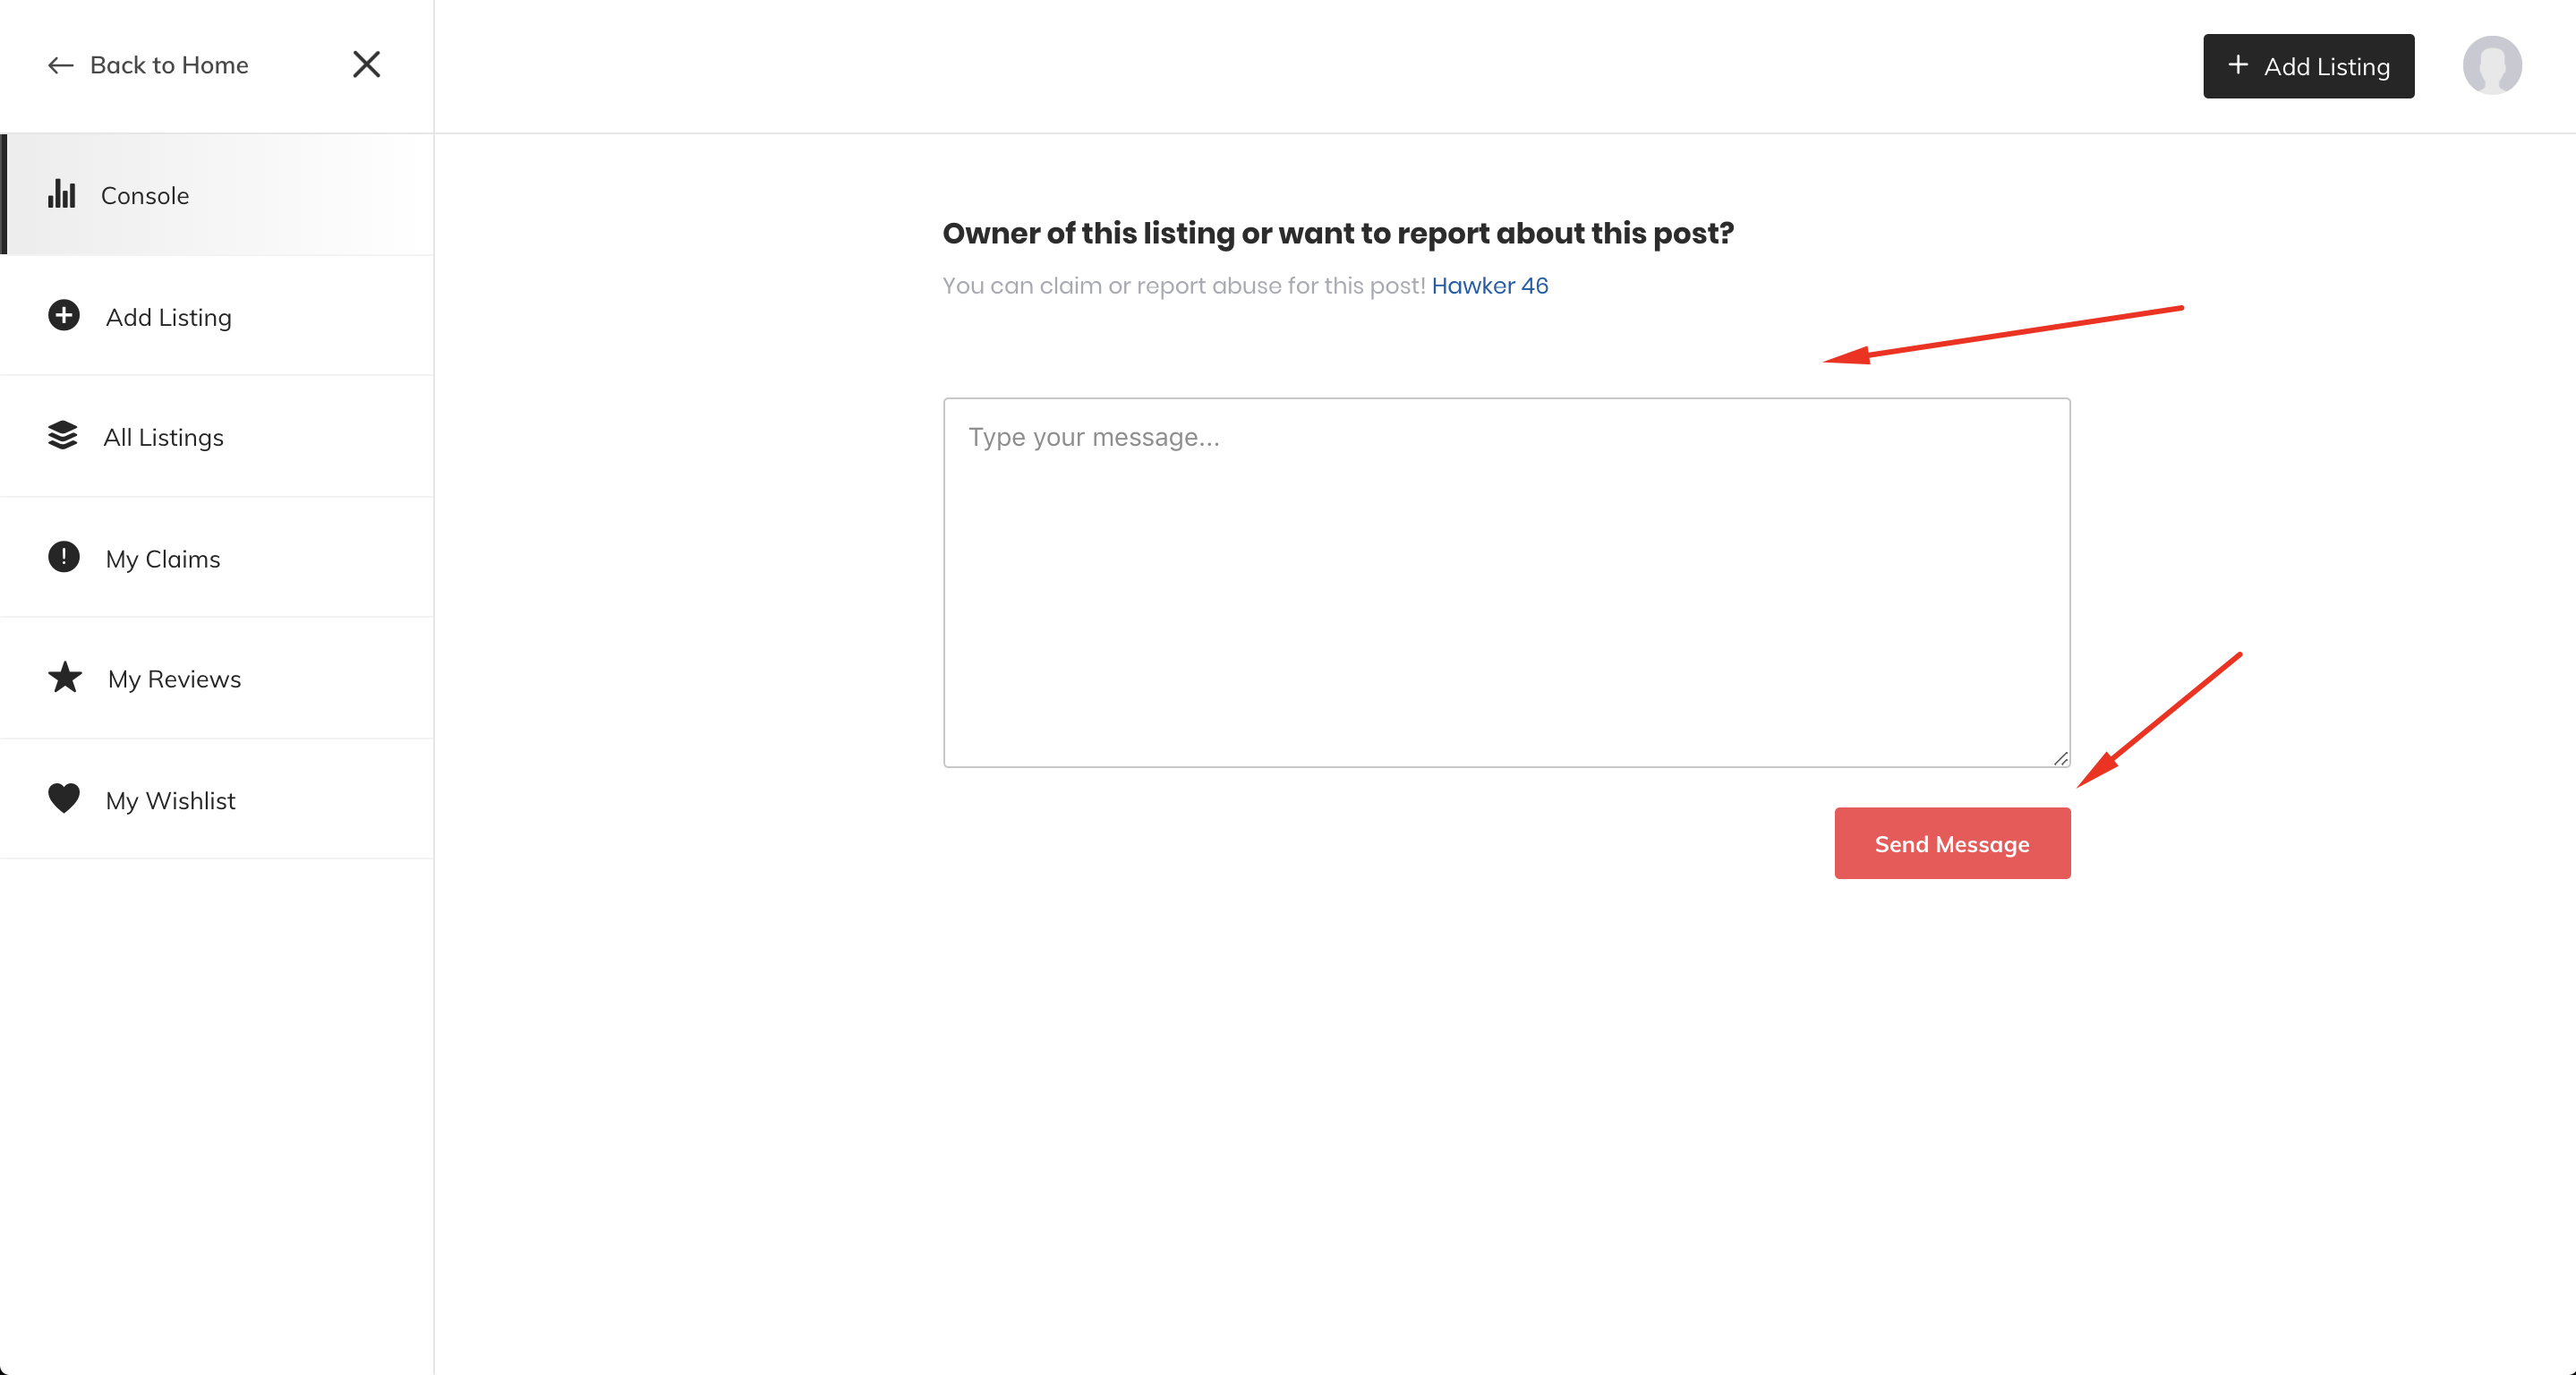 Back to Home
+ Add Listing
Console
Add Listing
All Listings
My Claims
My Reviews
My Wishlist
Owner of this listing or want to report about this post?
You can claim or report abuse for this post! Hawker 46
Type your message...
Send Message